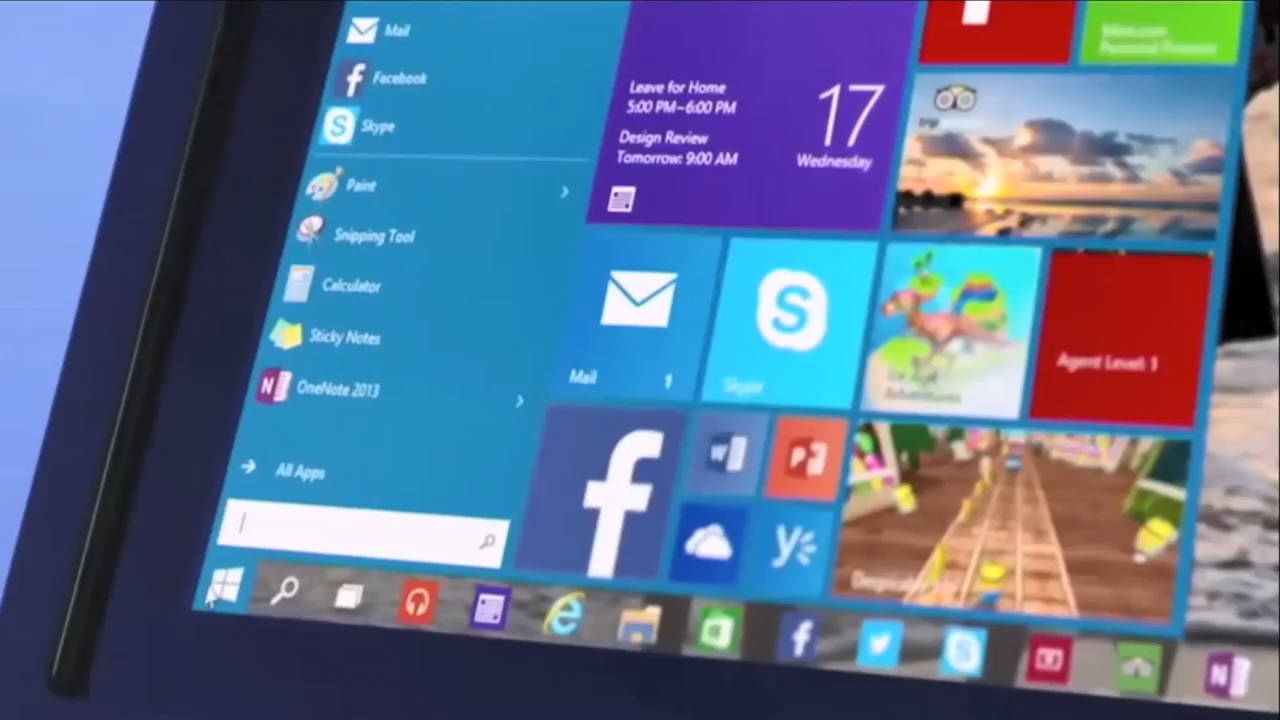 Mail
Facebook
Skype
Paint
Snipping Tool
Calculator
Sticky Notes
OneNote 2013
All Apps
Leave for Home
5:00 PM–6:00 PM
Design Review
Tomorrow: 9:00 AM
17
Wednesday
Mail
1
Skype
Agent Level: 1